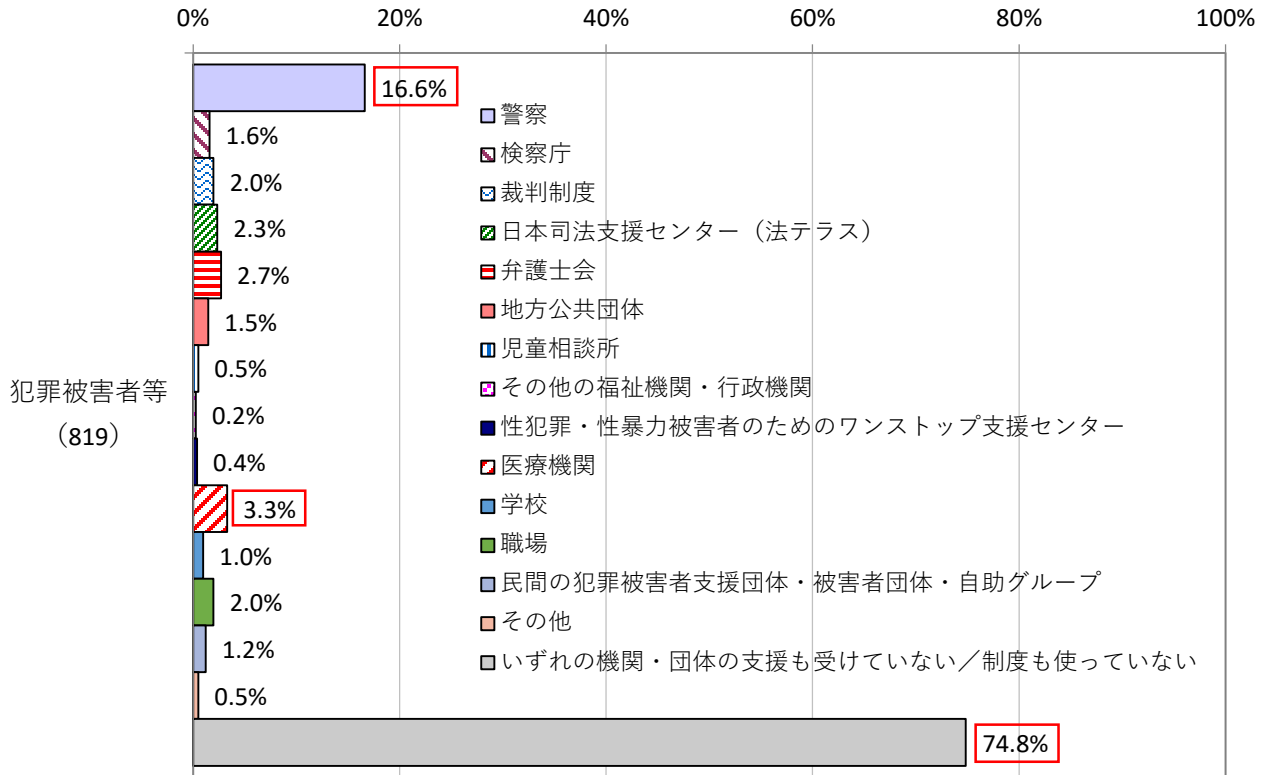 0%
20%
40%
60%
80%
100%
16.6%
1.6%
2.0%
2.3%
2.7%
1.5%
0.5%
0.2%
0.4%
3.3%
1.0%
2.0%
1.2%
0.5%
74.8%
犯罪被害者等
（819）
警察
検察庁
裁判制度
日本司法支援センター（法テラス）
弁護士会
地方公共団体
児童相談所
その他の福祉機関・行政機関
性犯罪・性暴力被害者のためのワンストップ支援センター
医療機関
学校
職場
民間の犯罪被害者支援団体・被害者団体・自助グループ
その他
いずれの機関・団体の支援も受けていない／制度も使っていない